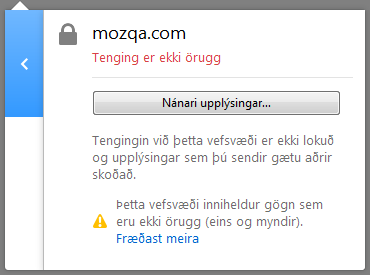 mozqa.com
Tenging er ekki örugg
Nánari upplýsingar...
Tengingin við þetta vefsvæði er ekki lokuð
og upplýsingar sem þú sendir gætu aðrir
skoðað.
Þetta vefsvæði inniheldur gögn sem
eru ekki örugg (eins og myndir).
Fræðast meira